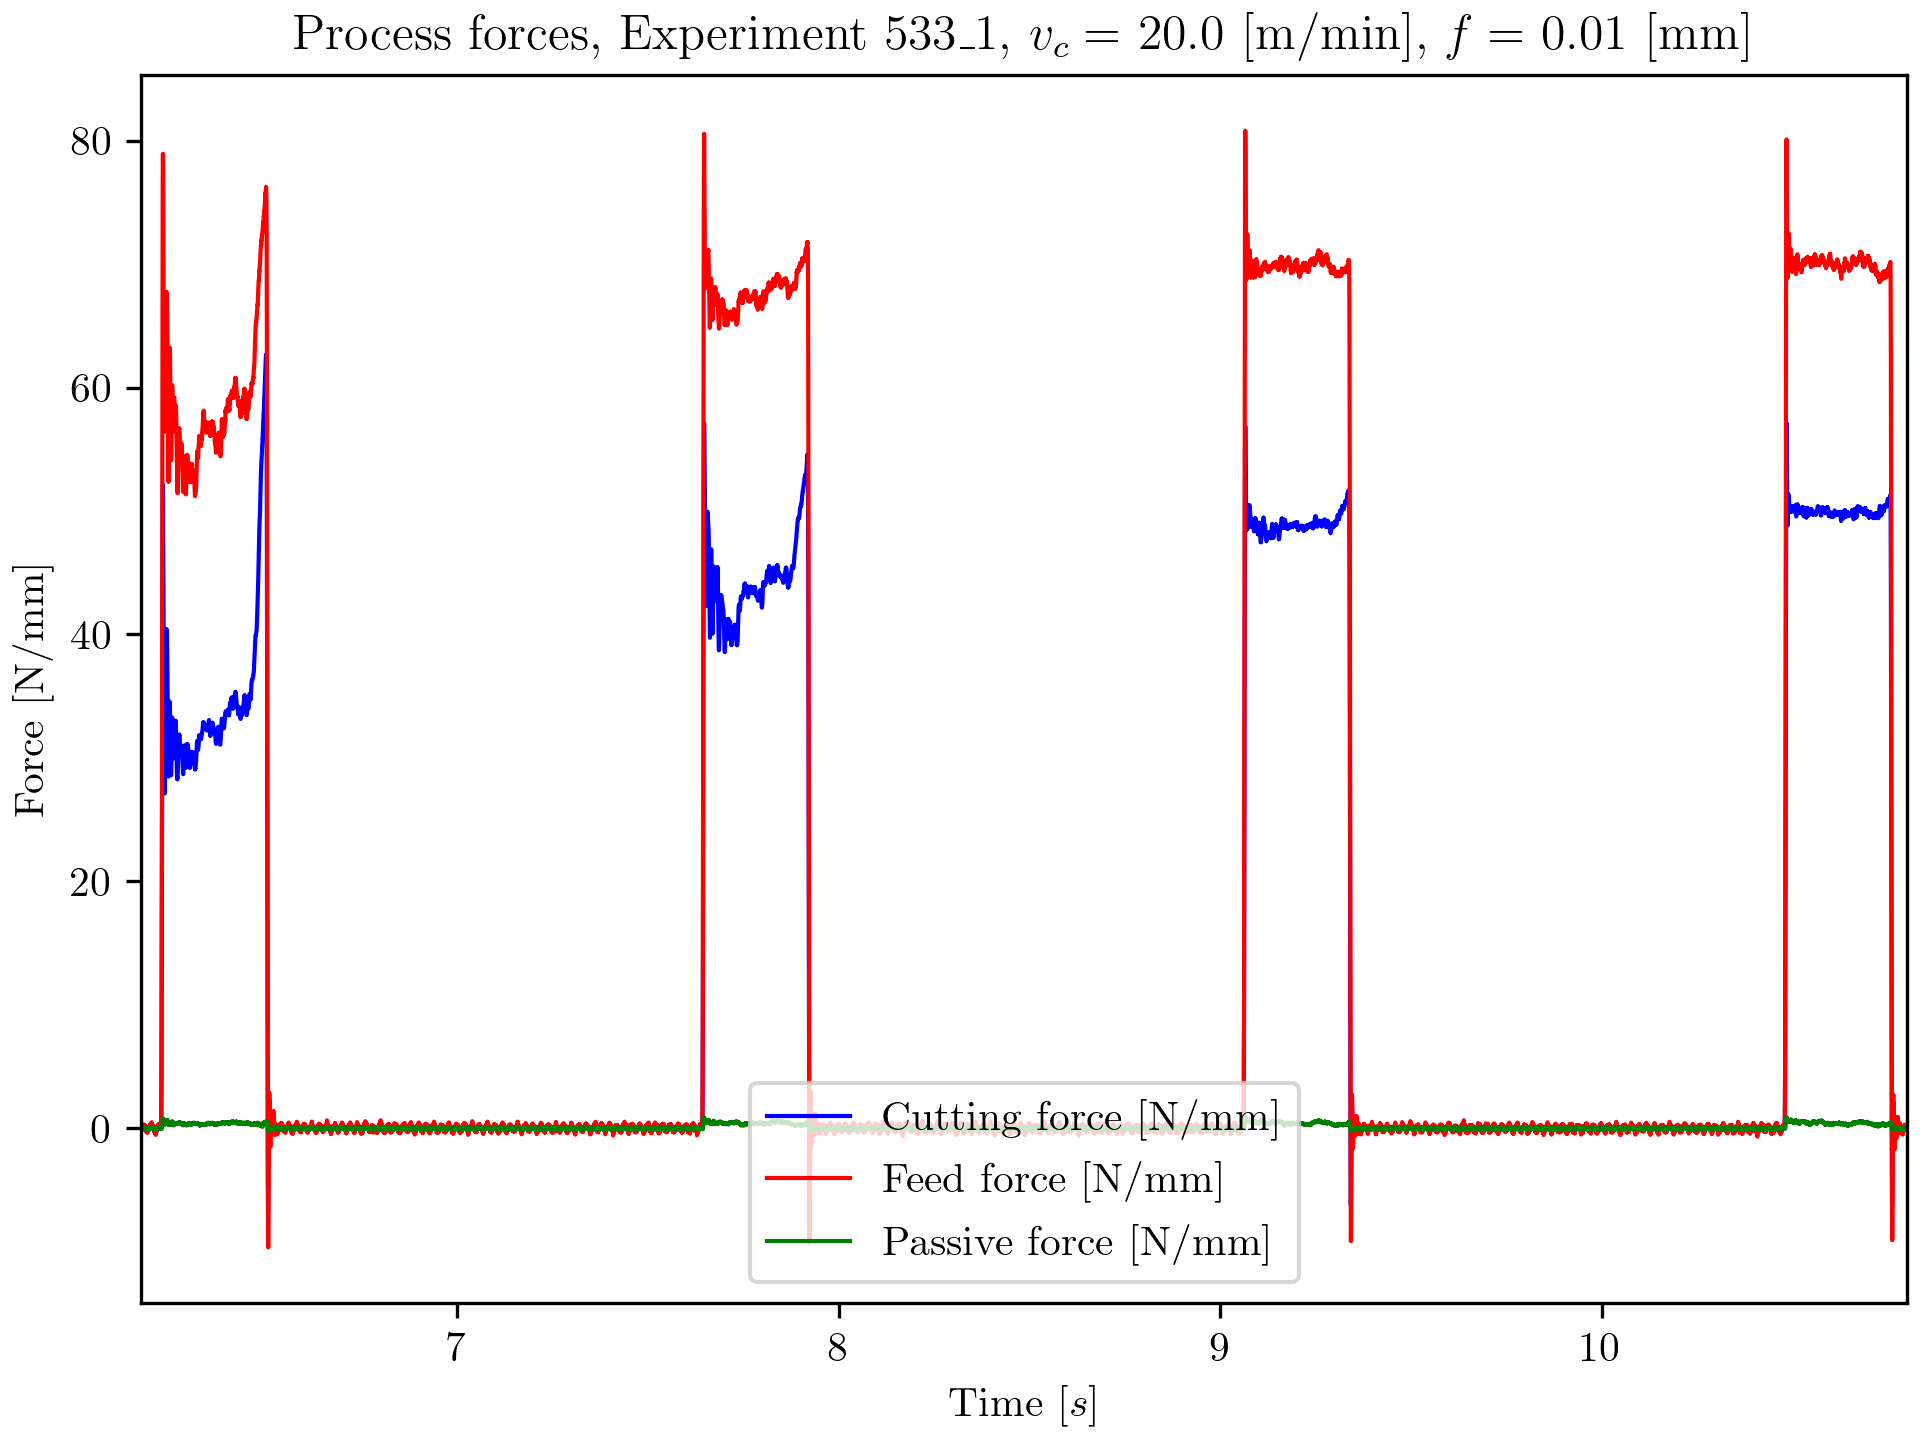 Process forces, Experiment 533_1, v_c = 20.0 [m/min], f = 0.01 [mm]
Force [N/mm]
80
60
40
20
0
Cutting force [N/mm]
Feed force [N/mm]
Passive force [N/mm]
7 8 9 10
Time [s]